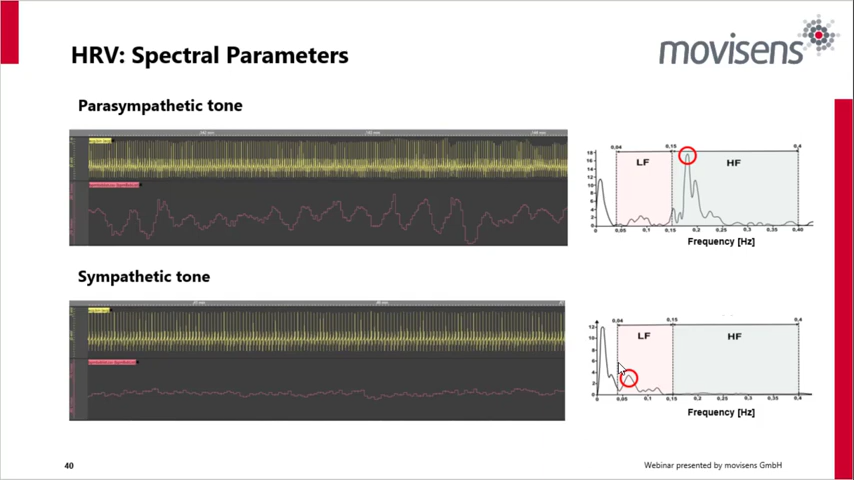 HRV: Spectral Parameters
movisens
Parasympathetic tone
0,04 0,15 0,4
LF HF
18
16
14
12
10
8
6
4
2
0
0 0,05 0,1 0,15 0,2 0,25 0,30 0,35 0,40
Frequency [Hz]
Sympathetic tone
0,04 0,15 0,4
LF HF
12
10
8
6
4
2
0
0 0,05 0,1 0,15 0,2 0,25 0,3 0,35 0,4
Frequency [Hz]
40
Webinar presented by movisens GmbH